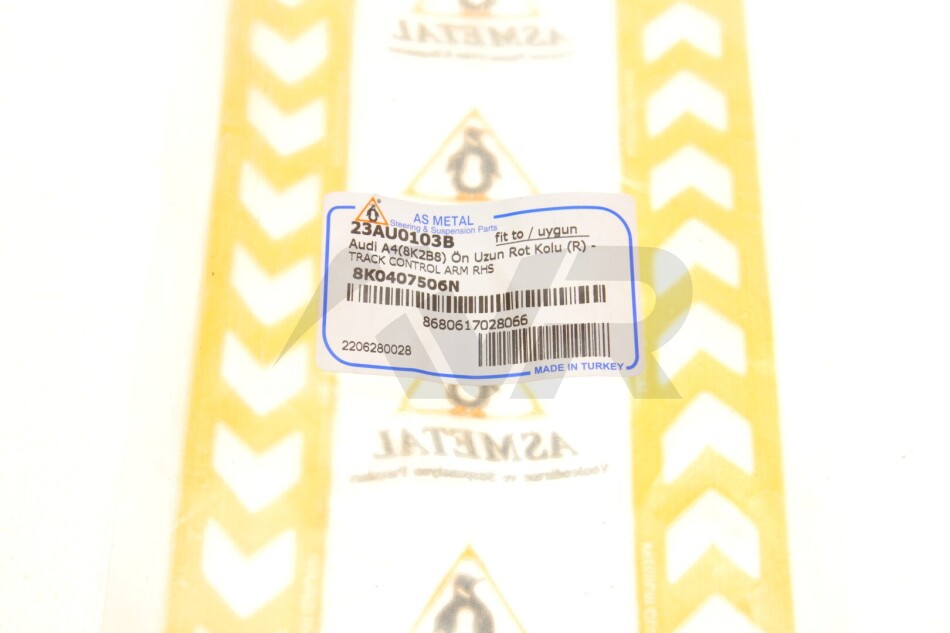 AS METAL
Steering & Suspension Parts
23AU0103B
fit to / uygun
Audi A4(8K2B8) Ön Uzun Rot Kolu (R) -
TRACK CONTROL ARM RHS
8K0407506N
8680617028066
2206280028
MADE IN TURKEY
ASMETAL
ASMETAL